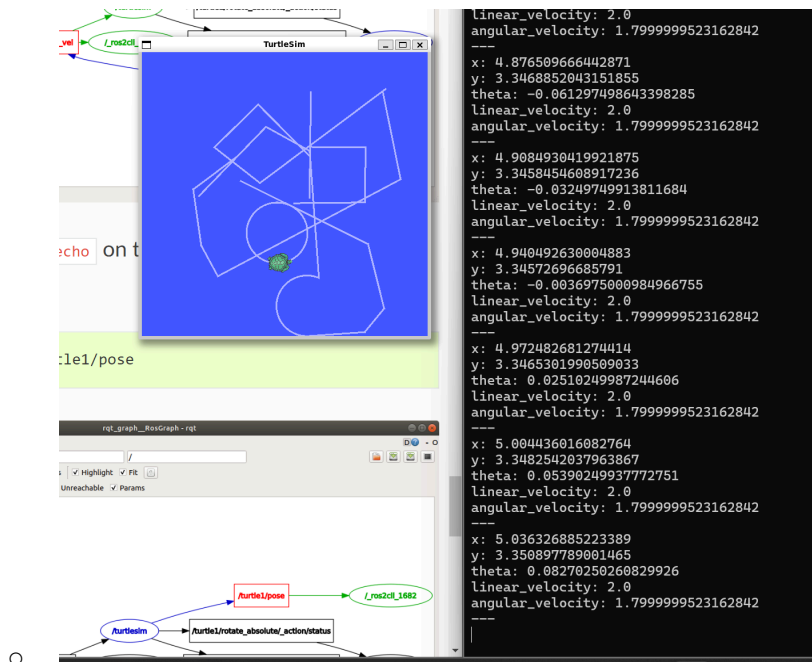 /turtle1/rotate_absolute/_action/status
_vel
/_ros2cli_
TurtleSim
echo on t
tle1/pose
rqt_graph__RosGraph - rqt
D
- O
/
s
Highlight
Fit
Unreachable
Params
/turtle1/pose
/_ros2cli_1682
/turtlesim
/turtle1/rotate_absolute/_action/status
linear_velocity: 2.0
angular_velocity: 1.7999999523162842
---
x: 4.876509666442871
y: 3.3468852043151855
theta: -0.061297498643398285
linear_velocity: 2.0
angular_velocity: 1.7999999523162842
---
x: 4.9084930419921875
y: 3.3458454608917236
theta: -0.03249749913811684
linear_velocity: 2.0
angular_velocity: 1.7999999523162842
---
x: 4.940492630004883
y: 3.34572696685791
theta: -0.0036975000984966755
linear_velocity: 2.0
angular_velocity: 1.7999999523162842
---
x: 4.972482681274414
y: 3.3465301990509033
theta: 0.02510249987244606
linear_velocity: 2.0
angular_velocity: 1.7999999523162842
---
x: 5.004436016082764
y: 3.3482542037963867
theta: 0.05390249937772751
linear_velocity: 2.0
angular_velocity: 1.7999999523162842
---
x: 5.036326885223389
y: 3.350897789001465
theta: 0.08270250260829926
linear_velocity: 2.0
angular_velocity: 1.7999999523162842
---